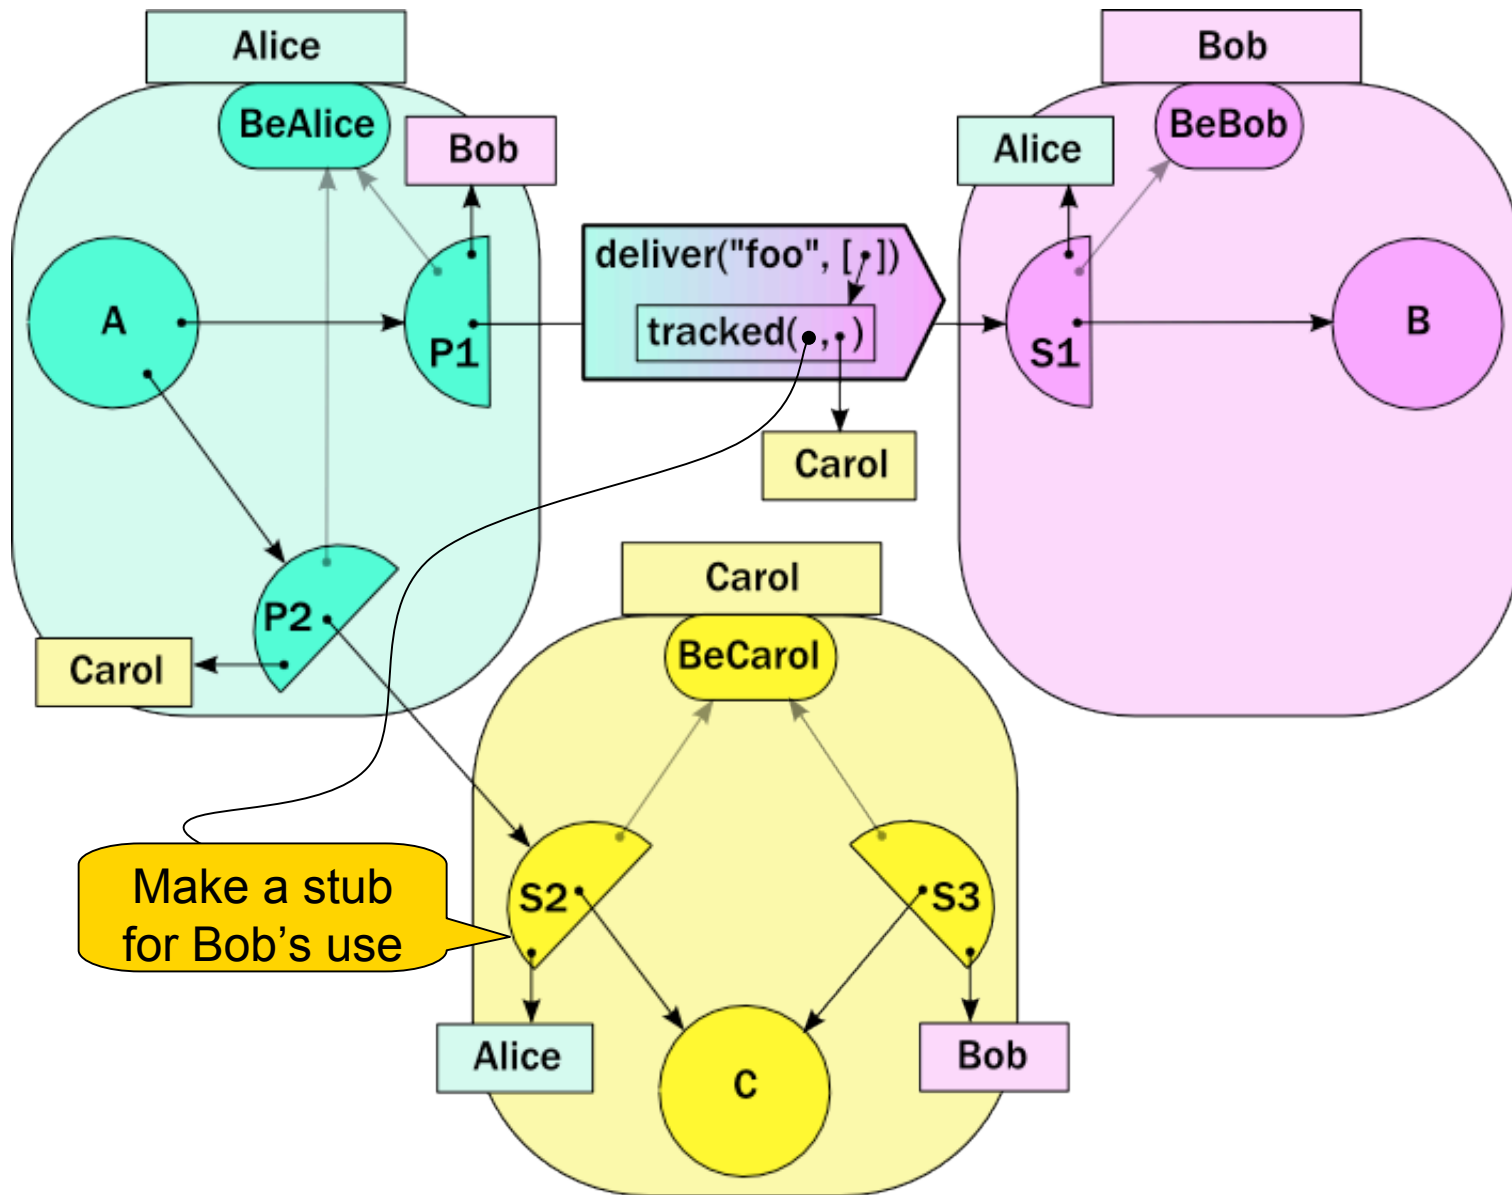 Alice
Bob
BeAlice
BeBob
Bob
Alice
deliver("foo", [ ])
A
tracked( , )
B
P1
S1
Carol
Carol
P2
BeCarol
Carol
Make a stub
for Bob’s use
S2
S3
Alice
Bob
C